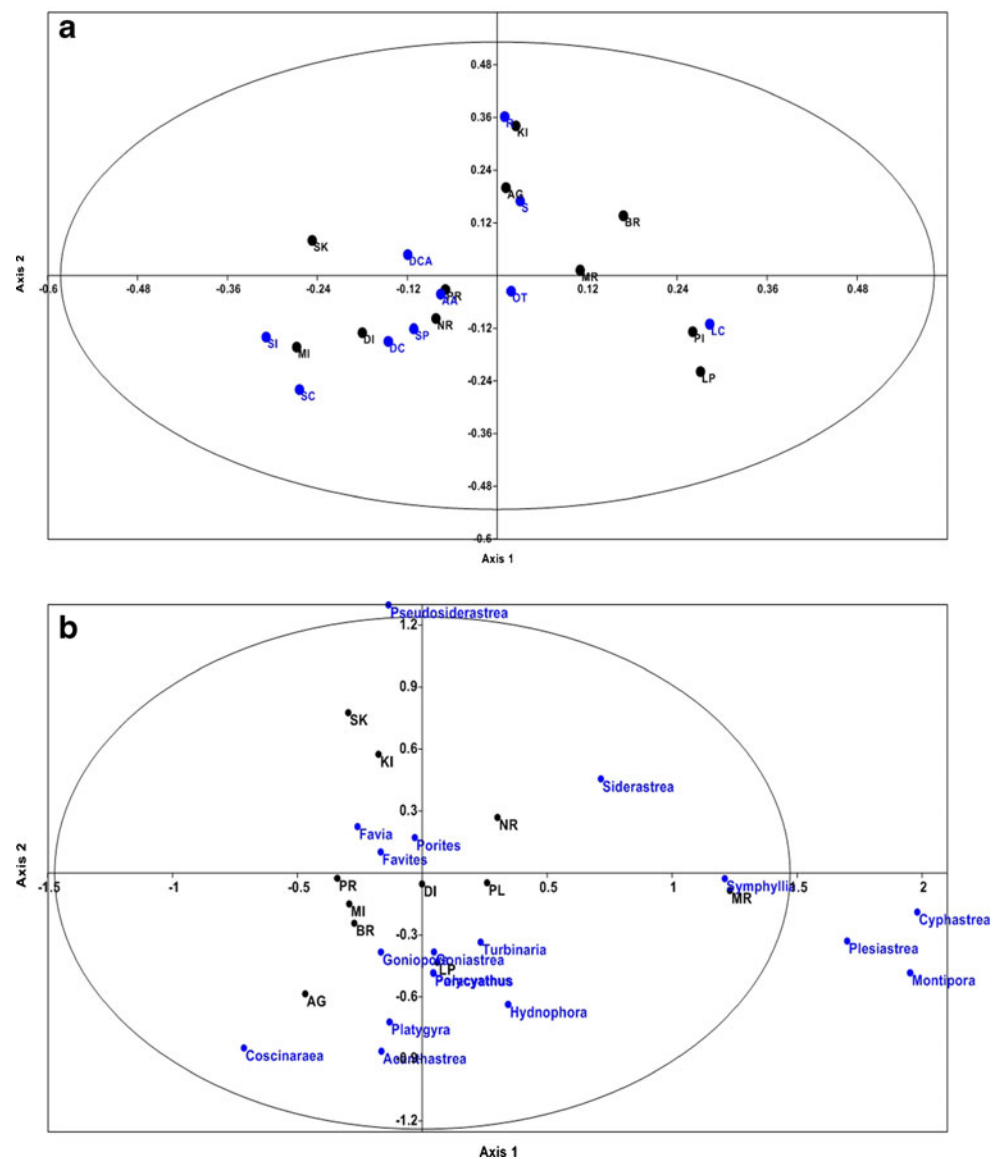 a
0.48
0.36
R KI
0.24
AG
S
0.12
BR
SK
DCA
MR
-0.6 -0.48 -0.36 -0.24 -0.12 0.12 0.24 0.36 0.48
AA PR
OT
NR
SP
-0.12
LC
DI
DC
PI
SI
MI
-0.24
LP
SC
-0.36
-0.48
-0.6
Axis 2
Axis 1
b
Pseudosiderastrea
1.2
0.9
SK
0.6
KI
Siderastrea
0.3
NR
Favia
Porites
Favites
-1.5 -1 -0.5 0.5 1 1.5 2
PR
DI
PL
Symphyllia
MR
MI
Cyphastrea
BR
-0.3
Turbinaria
Plesiastrea
Goniopora
Goniastrea
LP
Polycyathus
Montipora
-0.6
AG
Hydnophora
Platygyra
Coscinaraea
Acanthastrea
-0.9
-1.2
Axis 2
Axis 1